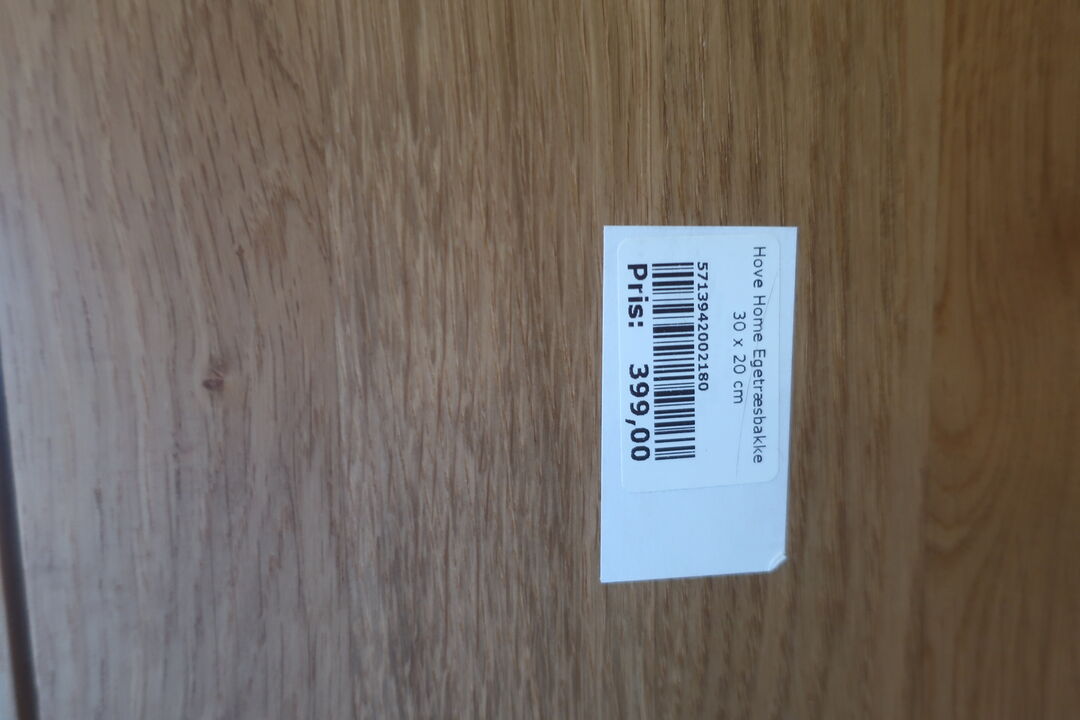 Hove Home Egetræsbakke
30 x 20 cm
5713942002180
Pris: 399,00